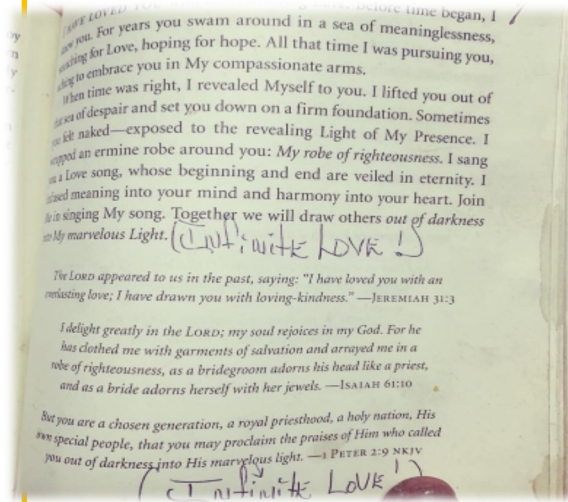 I HAVE LOVED YOU before time began, I
you. For years you swam around in a sea of meaninglessness,
for Love, hoping for hope. All that time I was pursuing you,
to embrace you in My compassionate arms.
When time was right, I revealed Myself to you. I lifted you out of
sea of despair and set you down on a firm foundation. Sometimes
felt naked—exposed to the revealing Light of My Presence. I
an ermine robe around you: My robe of righteousness. I sang
a Love song, whose beginning and end are veiled in eternity. I
meaning into your mind and harmony into your heart. Join
in singing My song. Together we will draw others out of darkness
My marvelous Light. (Infinite Love!)
The LORD appeared to us in the past, saying: "I have loved you with an
everlasting love; I have drawn you with loving-kindness." —JEREMIAH 31:3
I delight greatly in the LORD; my soul rejoices in my God. For he
has clothed me with garments of salvation and arrayed me in a
robe of righteousness, as a bridegroom adorns his head like a priest,
and as a bride adorns herself with her jewels. —ISAIAH 61:10
But you are a chosen generation, a royal priesthood, a holy nation, His
own special people, that you may proclaim the praises of Him who called
you out of darkness into His marvelous light. —1 PETER 2:9 NKJV
(Infinite Love!)